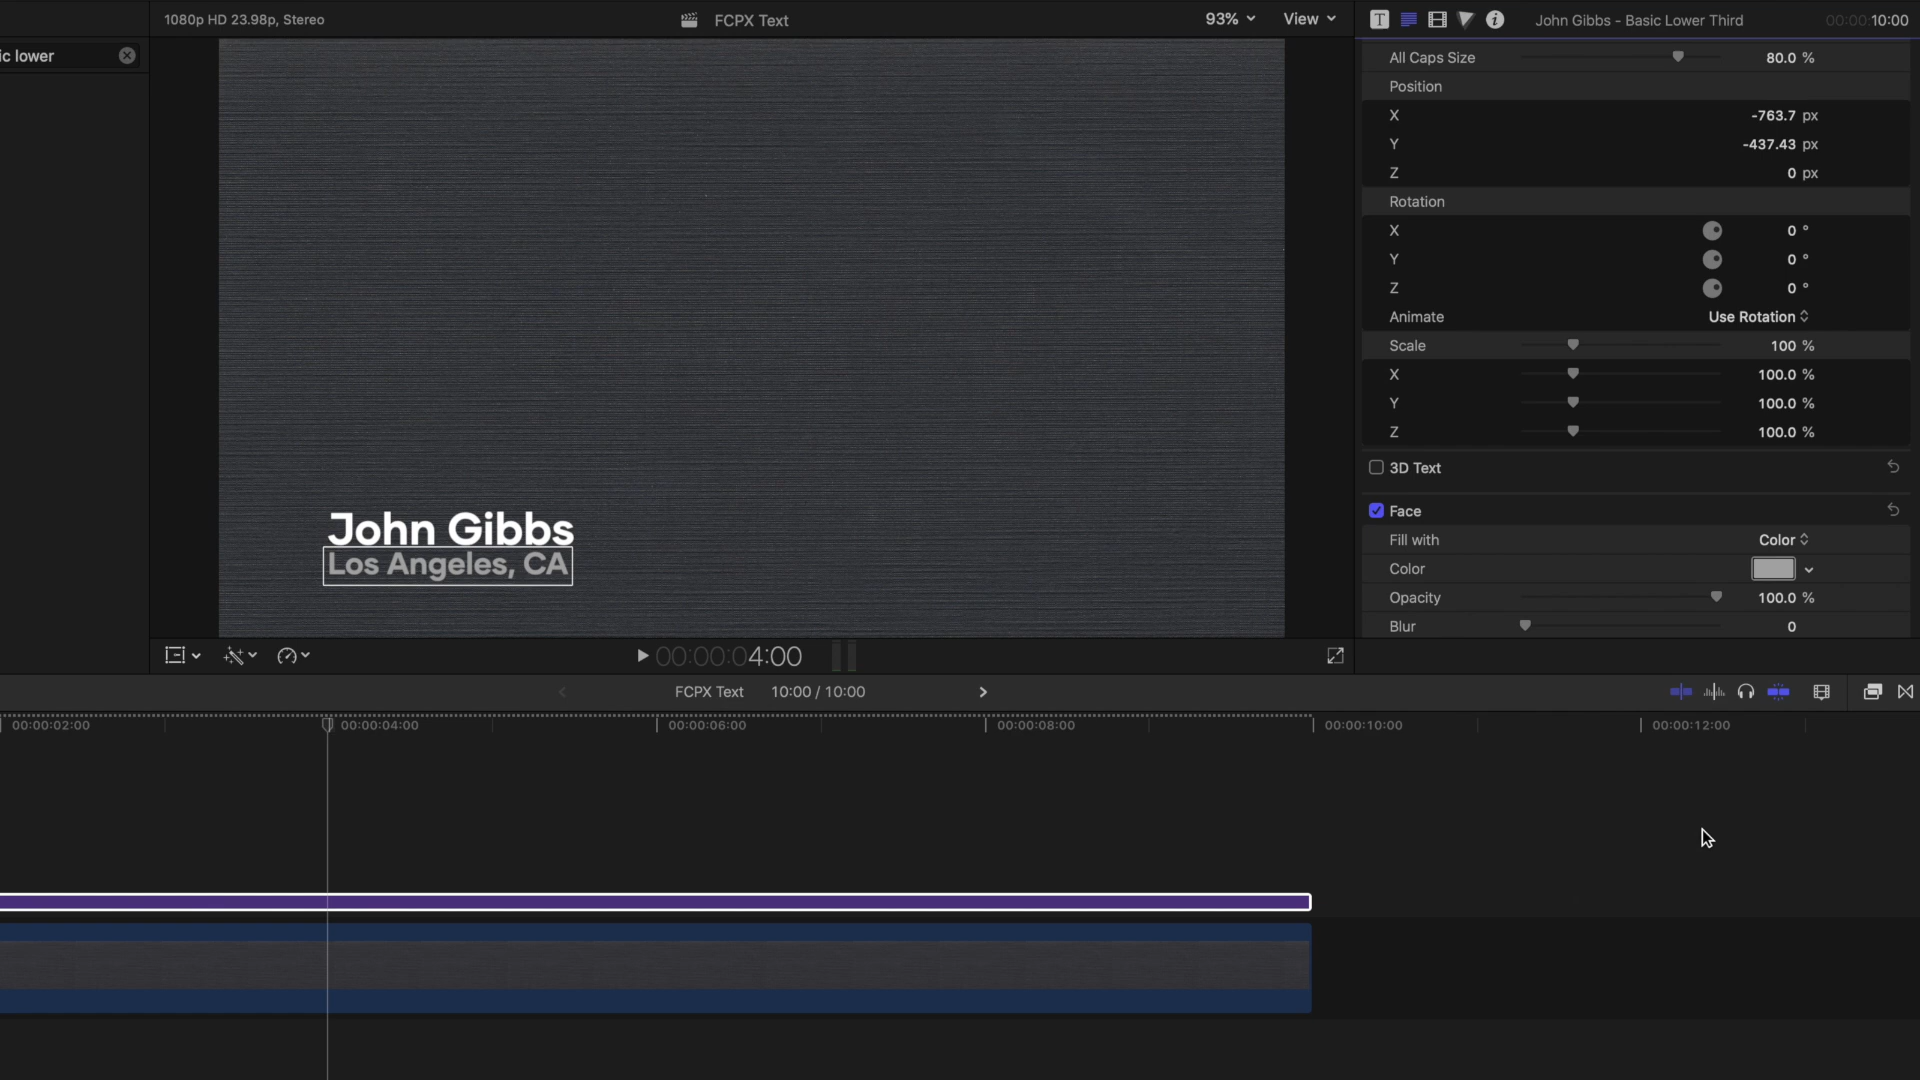 1080p HD 23.98p, Stereo
FCPX Text
93%
View
T
i
John Gibbs - Basic Lower Third
00:00:10:00
ic lower
All Caps Size
80.0 %
Position
X
-763.7 px
Y
-437.43 px
Z
0 px
Rotation
X
0 °
Y
0 °
Z
0 °
Animate
Use Rotation
Scale
100 %
X
100.0 %
Y
100.0 %
Z
100.0 %
3D Text
Face
Fill with
Color
Color
Opacity
100.0 %
Blur
0
John Gibbs
Los Angeles, CA
00:00:04:00
FCPX Text
10:00 / 10:00
00:00:02:00
00:00:04:00
00:00:06:00
00:00:08:00
00:00:10:00
00:00:12:00